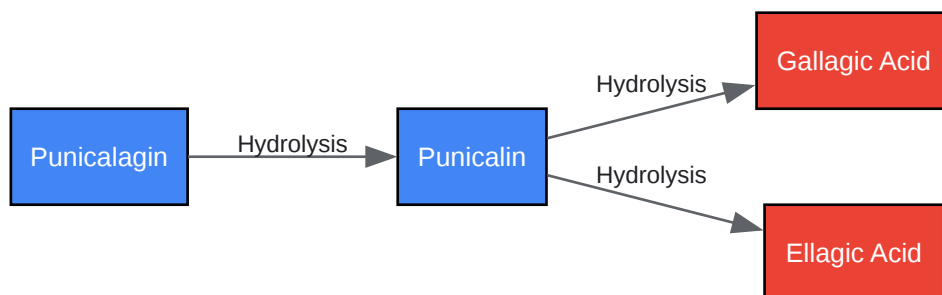 Punicalagin
Hydrolysis
Punicalin
Hydrolysis
Gallagic Acid
Hydrolysis
Ellagic Acid